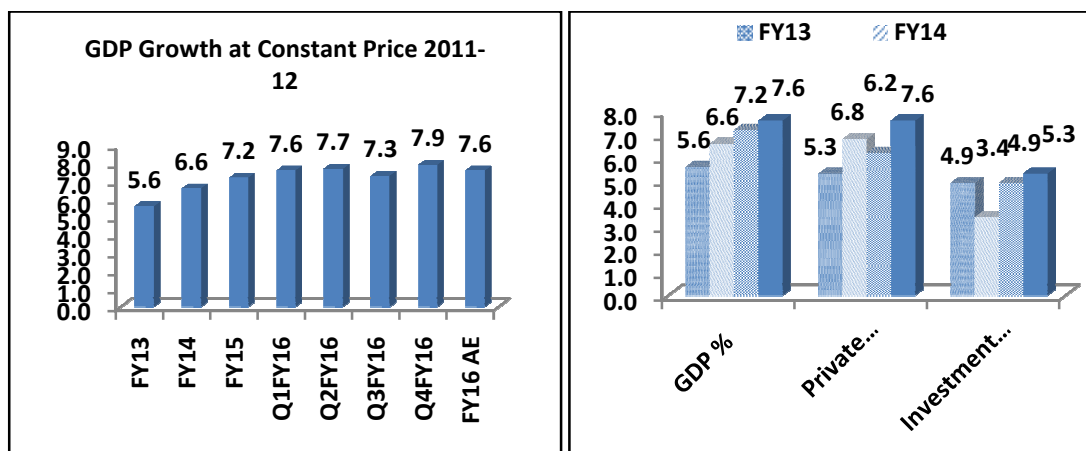 GDP Growth at Constant Price 2011-
12
9.0
8.0
7.0
6.0
5.0
4.0
3.0
2.0
1.0
0.0
5.6
6.6
7.2
7.6
7.7
7.3
7.9
7.6
FY13
FY14
FY15
Q1FY16
Q2FY16
Q3FY16
Q4FY16
FY16 AE
FY13
FY14
8.0
7.0
6.0
5.0
4.0
3.0
2.0
1.0
0.0
5.6
6.6
7.2
7.6
5.3
6.8
6.2
7.6
4.9
3.4
4.9
5.3
GDP %
Private...
Investment...